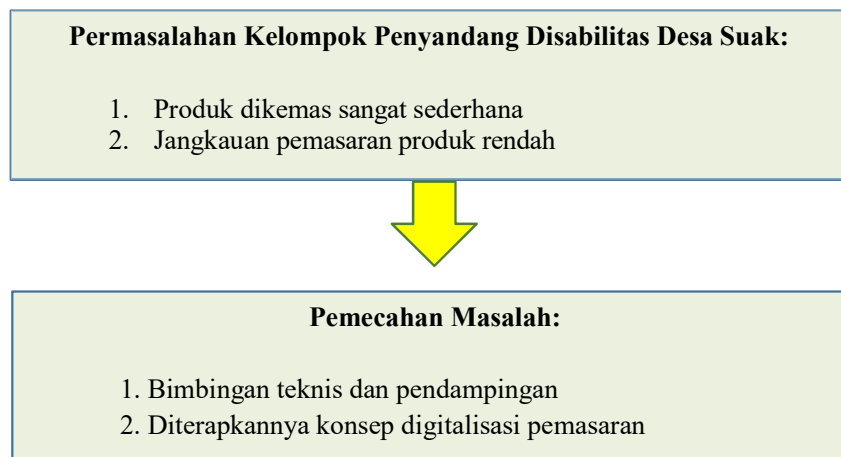 Permasalahan Kelompok Penyandang Disabilitas Desa Suak:
1. Produk dikemas sangat sederhana
2. Jangkauan pemasaran produk rendah
Pemecahan Masalah:
1. Bimbingan teknis dan pendampingan
2. Diterapkannya konsep digitalisasi pemasaran